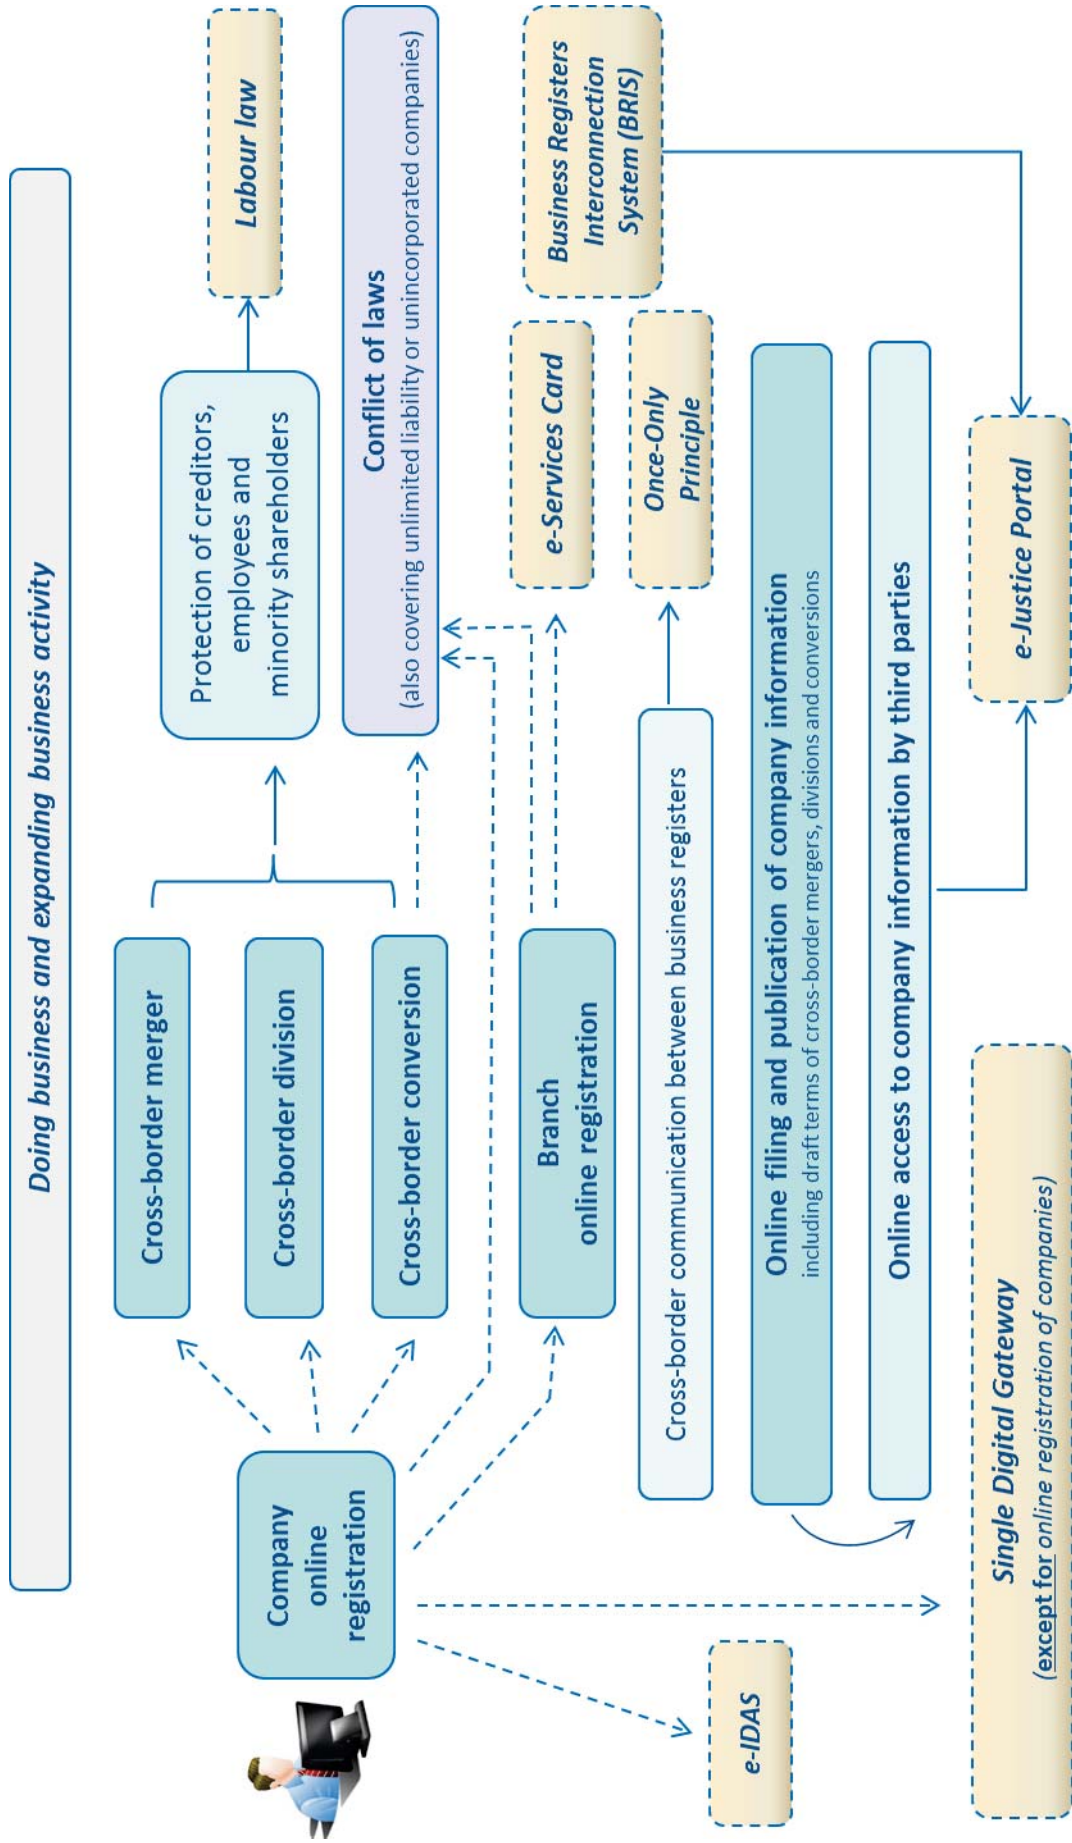 Doing business and expanding business activity
Company
online
registration
Cross-border merger
Cross-border division
Cross-border conversion
Protection of creditors,
employees and
minority shareholders
Labour law
Conflict of laws
(also covering unlimited liability or unincorporated companies)
Branch
online registration
e-Services Card
Business Registers
Interconnection
System (BRIS)
Cross-border communication between business registers
Once-Only
Principle
e-IDAS
Online filing and publication of company information
including draft terms of cross-border mergers, divisions and conversions
Online access to company information by third parties
Single Digital Gateway
(except for online registration of companies)
e-Justice Portal